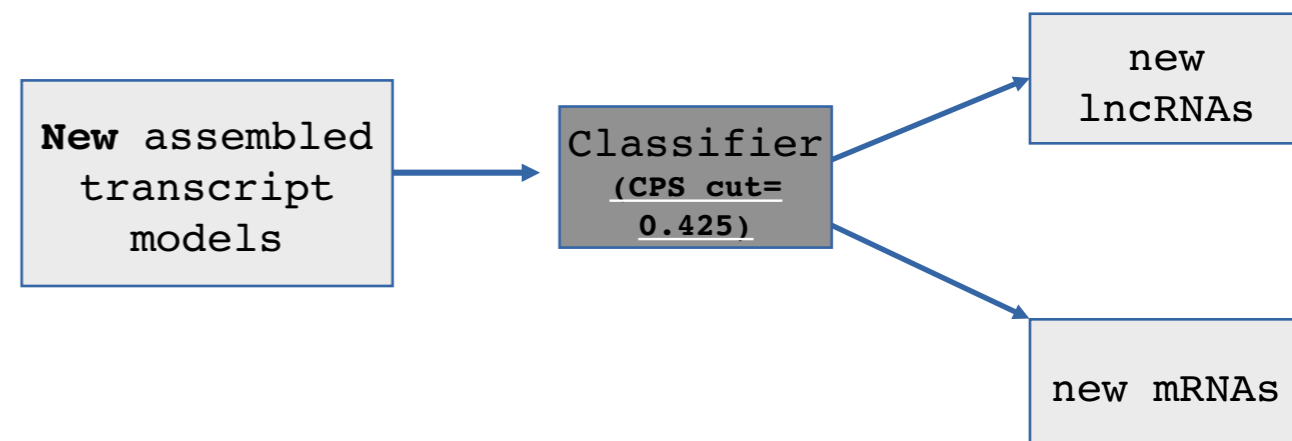 New assembled
transcript
models
Classifier
(CPS cut=
0.425)
new
lncRNAs
new mRNAs